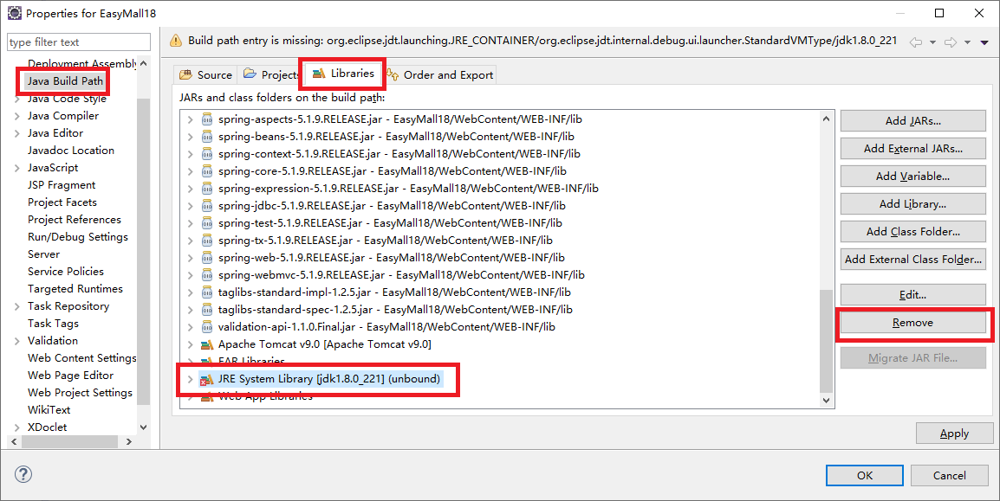 Properties for EasyMall18
type filter text
Deployment Assembly
Java Build Path
Java Code Style
Java Compiler
Java Editor
Javadoc Location
JavaScript
JSP Fragment
Project Facets
Project References
Run/Debug Settings
Server
Service Policies
Targeted Runtimes
Task Repository
Task Tags
Validation
Web Content Settings
Web Page Editor
Web Project Settings
WikiText
XDoclet
Build path entry is missing: org.eclipse.jdt.launching.JRE_CONTAINER/org.eclipse.jdt.internal.debug.ui.launcher.StandardVMType/jdk1.8.0_221
Source Projects Libraries Order and Export
JARs and class folders on the build path:
spring-aspects-5.1.9.RELEASE.jar - EasyMall18/WebContent/WEB-INF/lib
spring-beans-5.1.9.RELEASE.jar - EasyMall18/WebContent/WEB-INF/lib
spring-context-5.1.9.RELEASE.jar - EasyMall18/WebContent/WEB-INF/lib
spring-core-5.1.9.RELEASE.jar - EasyMall18/WebContent/WEB-INF/lib
spring-expression-5.1.9.RELEASE.jar - EasyMall18/WebContent/WEB-INF/lib
spring-jdbc-5.1.9.RELEASE.jar - EasyMall18/WebContent/WEB-INF/lib
spring-test-5.1.9.RELEASE.jar - EasyMall18/WebContent/WEB-INF/lib
spring-tx-5.1.9.RELEASE.jar - EasyMall18/WebContent/WEB-INF/lib
spring-web-5.1.9.RELEASE.jar - EasyMall18/WebContent/WEB-INF/lib
spring-webmvc-5.1.9.RELEASE.jar - EasyMall18/WebContent/WEB-INF/lib
taglibs-standard-impl-1.2.5.jar - EasyMall18/WebContent/WEB-INF/lib
taglibs-standard-spec-1.2.5.jar - EasyMall18/WebContent/WEB-INF/lib
validation-api-1.1.0.Final.jar - EasyMall18/WebContent/WEB-INF/lib
Apache Tomcat v9.0 [Apache Tomcat v9.0]
EAR Libraries
JRE System Library [jdk1.8.0_221] (unbound)
Web App Libraries
Add JARs...
Add External JARs...
Add Variable...
Add Library...
Add Class Folder...
Add External Class Folder...
Edit...
Remove
Migrate JAR File...
Apply
OK
Cancel